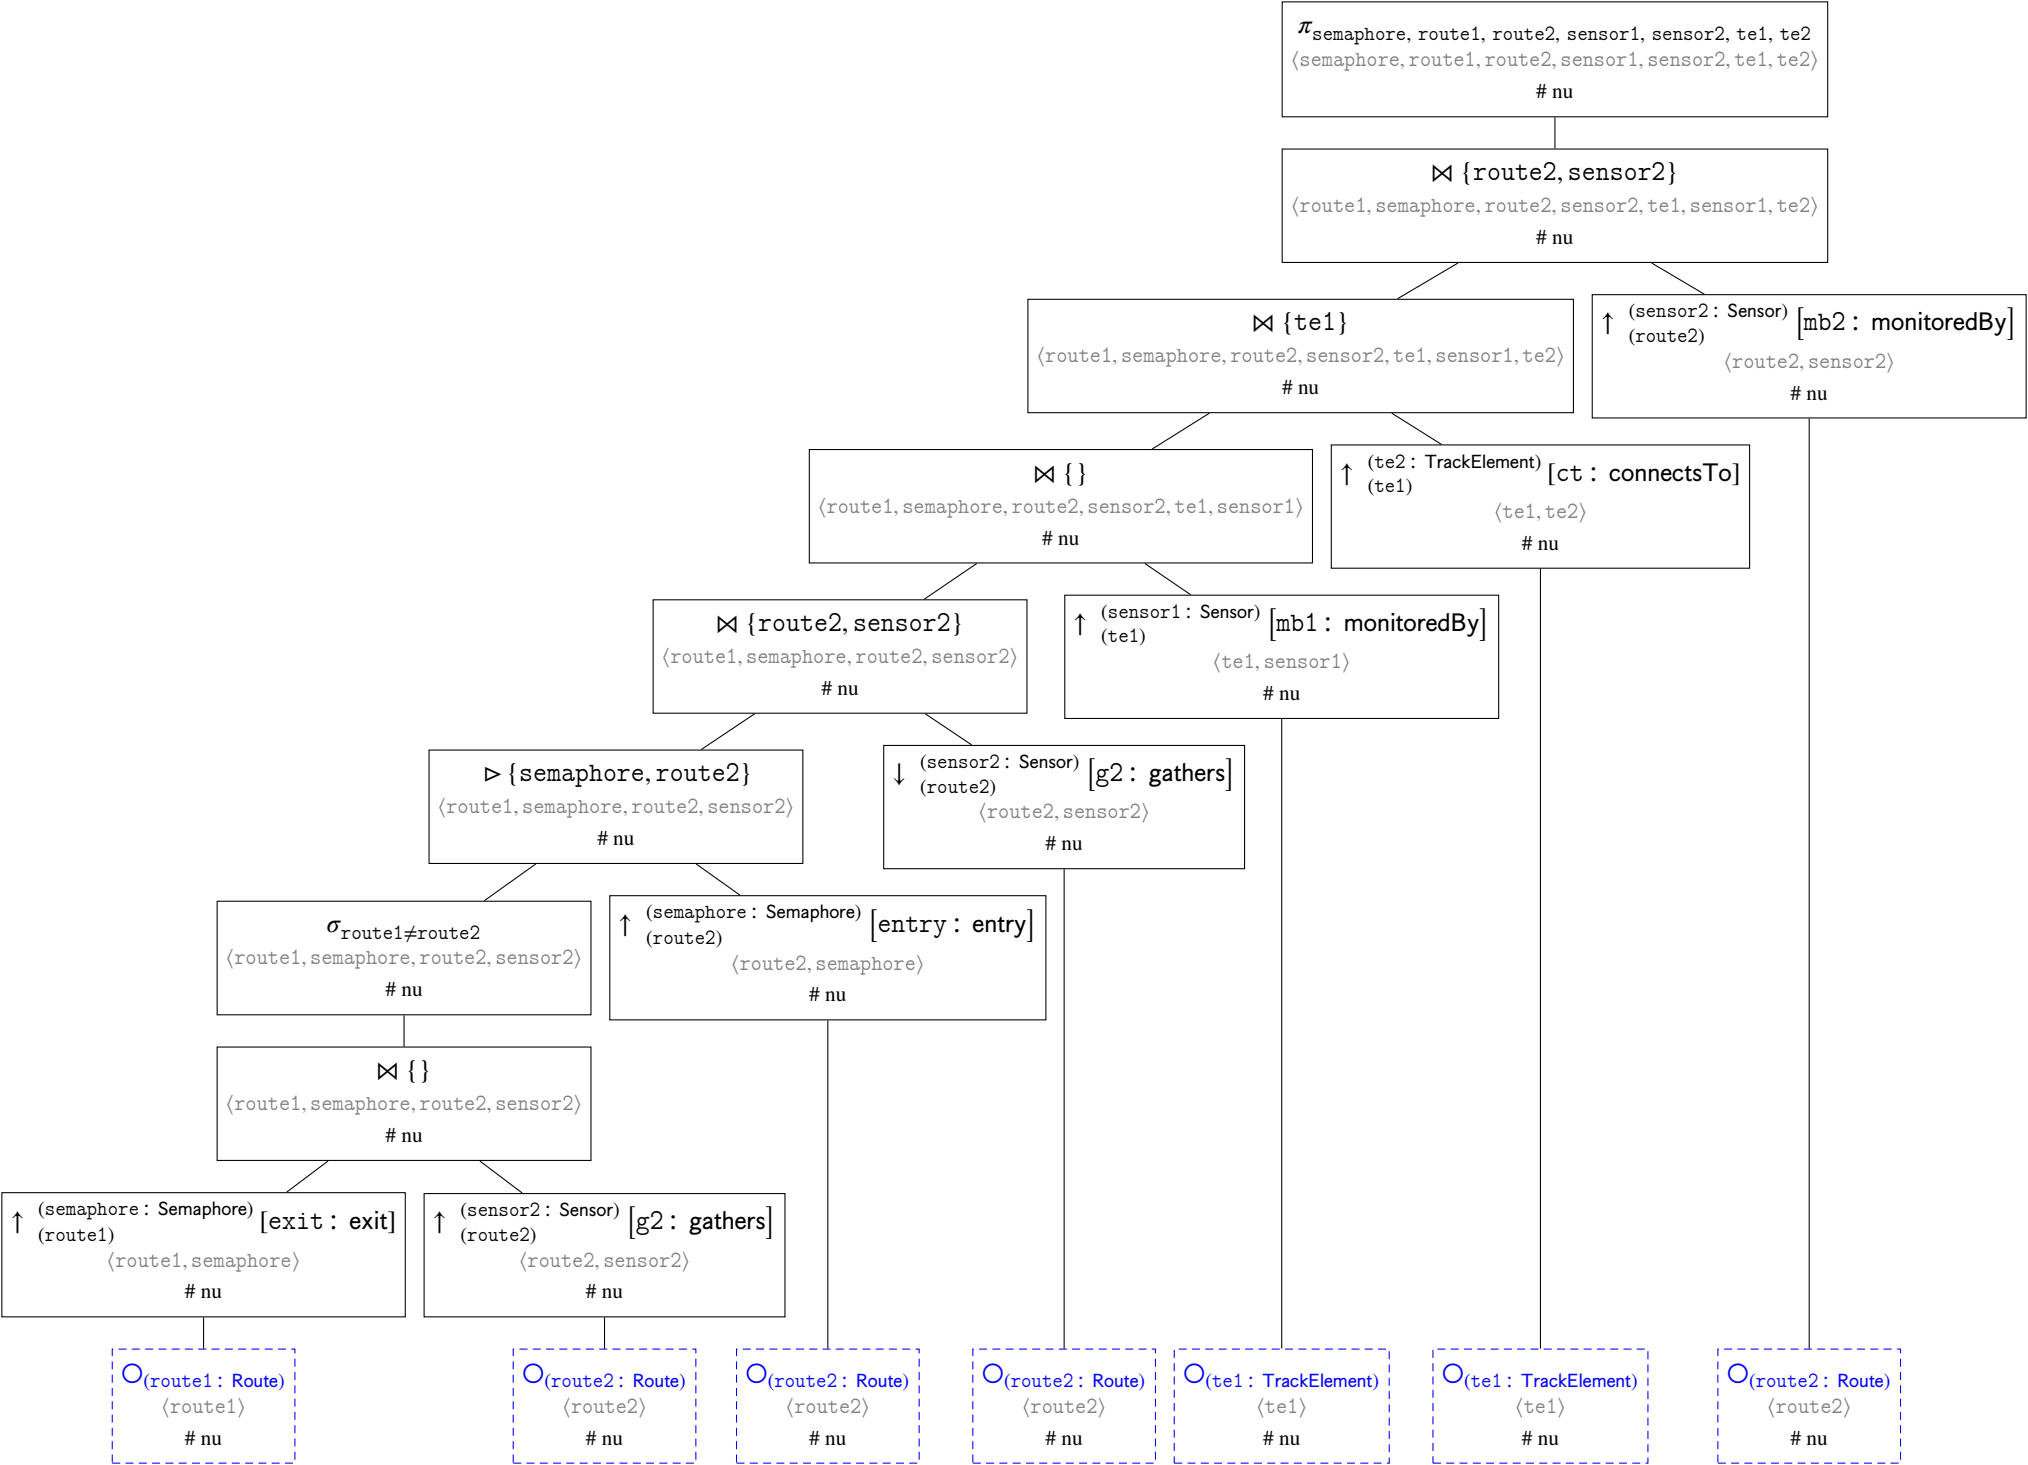 π semaphore, route1, route2, sensor1, sensor2, te1, te2
⟨semaphore, route1, route2, sensor1, sensor2, te1, te2⟩
# nu
⋈ {route2, sensor2}
⟨route1, semaphore, route2, sensor2, te1, sensor1, te2⟩
# nu
⋈ {te1}
⟨route1, semaphore, route2, sensor2, te1, sensor1, te2⟩
# nu
↑ (sensor2: Sensor) (route2) [mb2: monitoredBy]
⟨route2, sensor2⟩
# nu
⋈ {}
⟨route1, semaphore, route2, sensor2, te1, sensor1⟩
# nu
↑ (te2: TrackElement) (te1) [ct: connectsTo]
⟨te1, te2⟩
# nu
⋈ {route2, sensor2}
⟨route1, semaphore, route2, sensor2⟩
# nu
↑ (sensor1: Sensor) (te1) [mb1: monitoredBy]
⟨te1, sensor1⟩
# nu
▷ {semaphore, route2}
⟨route1, semaphore, route2, sensor2⟩
# nu
↓ (sensor2: Sensor) (route2) [g2: gathers]
⟨route2, sensor2⟩
# nu
σ route1≠route2
⟨route1, semaphore, route2, sensor2⟩
# nu
↑ (semaphore: Semaphore) (route2) [entry: entry]
⟨route2, semaphore⟩
# nu
⋈ {}
⟨route1, semaphore, route2, sensor2⟩
# nu
↑ (semaphore: Semaphore) (route1) [exit: exit]
⟨route1, semaphore⟩
# nu
↑ (sensor2: Sensor) (route2) [g2: gathers]
⟨route2, sensor2⟩
# nu
○(route1: Route)
⟨route1⟩
# nu
○(route2: Route)
⟨route2⟩
# nu
○(route2: Route)
⟨route2⟩
# nu
○(route2: Route)
⟨route2⟩
# nu
○(te1: TrackElement)
⟨te1⟩
# nu
○(te1: TrackElement)
⟨te1⟩
# nu
○(route2: Route)
⟨route2⟩
# nu